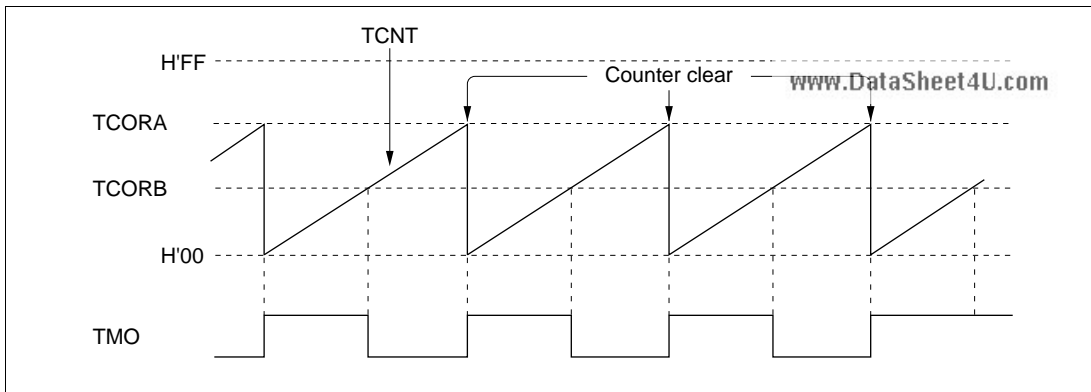 TCNT
H'FF
Counter clear
www.DataSheet4U.com
TCORA
TCORB
H'00
TMO